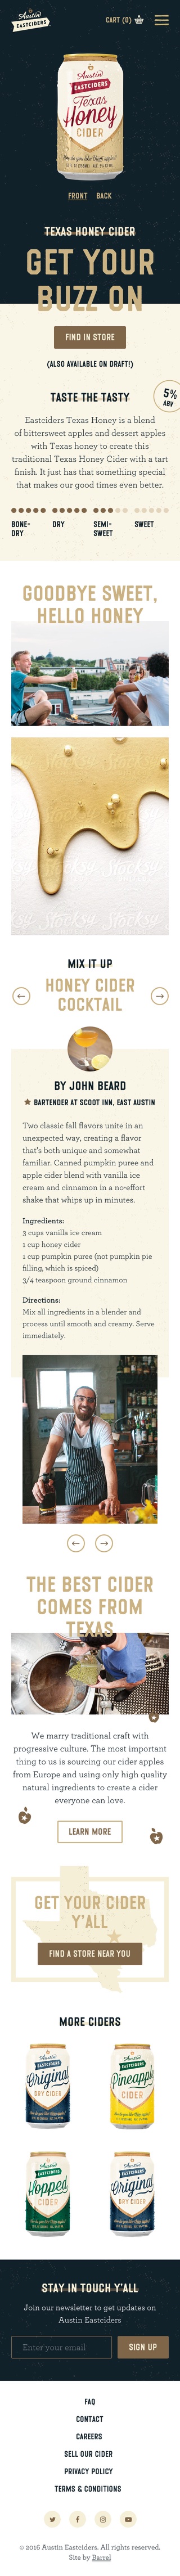 Austin
EASTCIDERS
CART (0)
Austin
EASTCIDERS
Texas
Honey
CIDER
How do you like them apples?
FRONT BACK
TEXAS HONEY CIDER
GET YOUR
BUZZ ON
FIND IN STORE
(ALSO AVAILABLE ON DRAFT!)
TASTE THE TASTY
5%
ABV
Eastciders Texas Honey is a blend
of bittersweet apples and dessert apples
with Texas honey to create this
traditional Texas Honey Cider with a tart
finish. It just has that something special
that makes our good times even better.
BONE-
DRY
DRY
SEMI-
SWEET
SWEET
GOODBYE SWEET,
HELLO HONEY
MIX IT UP
HONEY CIDER
COCKTAIL
BY JOHN BEARD
BARTENDER AT SCOOT INN, EAST AUSTIN
Two classic fall flavors unite in an
unexpected way, creating a flavor
that's both unique and somewhat
familiar. Canned pumpkin puree and
apple cider blend with vanilla ice
cream and cinnamon in a no-effort
shake that whips up in minutes.
Ingredients:
3 cups vanilla ice cream
1 cup honey cider
1 cup pumpkin puree (not pumpkin pie
filling, which is spiced)
3/4 teaspoon ground cinnamon
Directions:
Mix all ingredients in a blender and
process until smooth and creamy. Serve
immediately.
THE BEST CIDER
COMES FROM
TEXAS
We marry traditional craft with
progressive culture. The most important
thing to us is sourcing our cider apples
from Europe and using only high quality
natural ingredients to create a cider
everyone can love.
LEARN MORE
GET YOUR CIDER
Y'ALL
FIND A STORE NEAR YOU
MORE CIDERS
Austin
EASTCIDERS
Original
DRY CIDER
Austin
EASTCIDERS
Pineapple
CIDER
Austin
EASTCIDERS
Hopped
CIDER
Austin
EASTCIDERS
Original
DRY CIDER
STAY IN TOUCH Y'ALL
Join our newsletter to get updates on
Austin Eastciders
Enter your email
SIGN UP
FAQ
CONTACT
CAREERS
SELL OUR CIDER
PRIVACY POLICY
TERMS & CONDITIONS
© 2016 Austin Eastciders. All rights reserved.
Site by Barrel